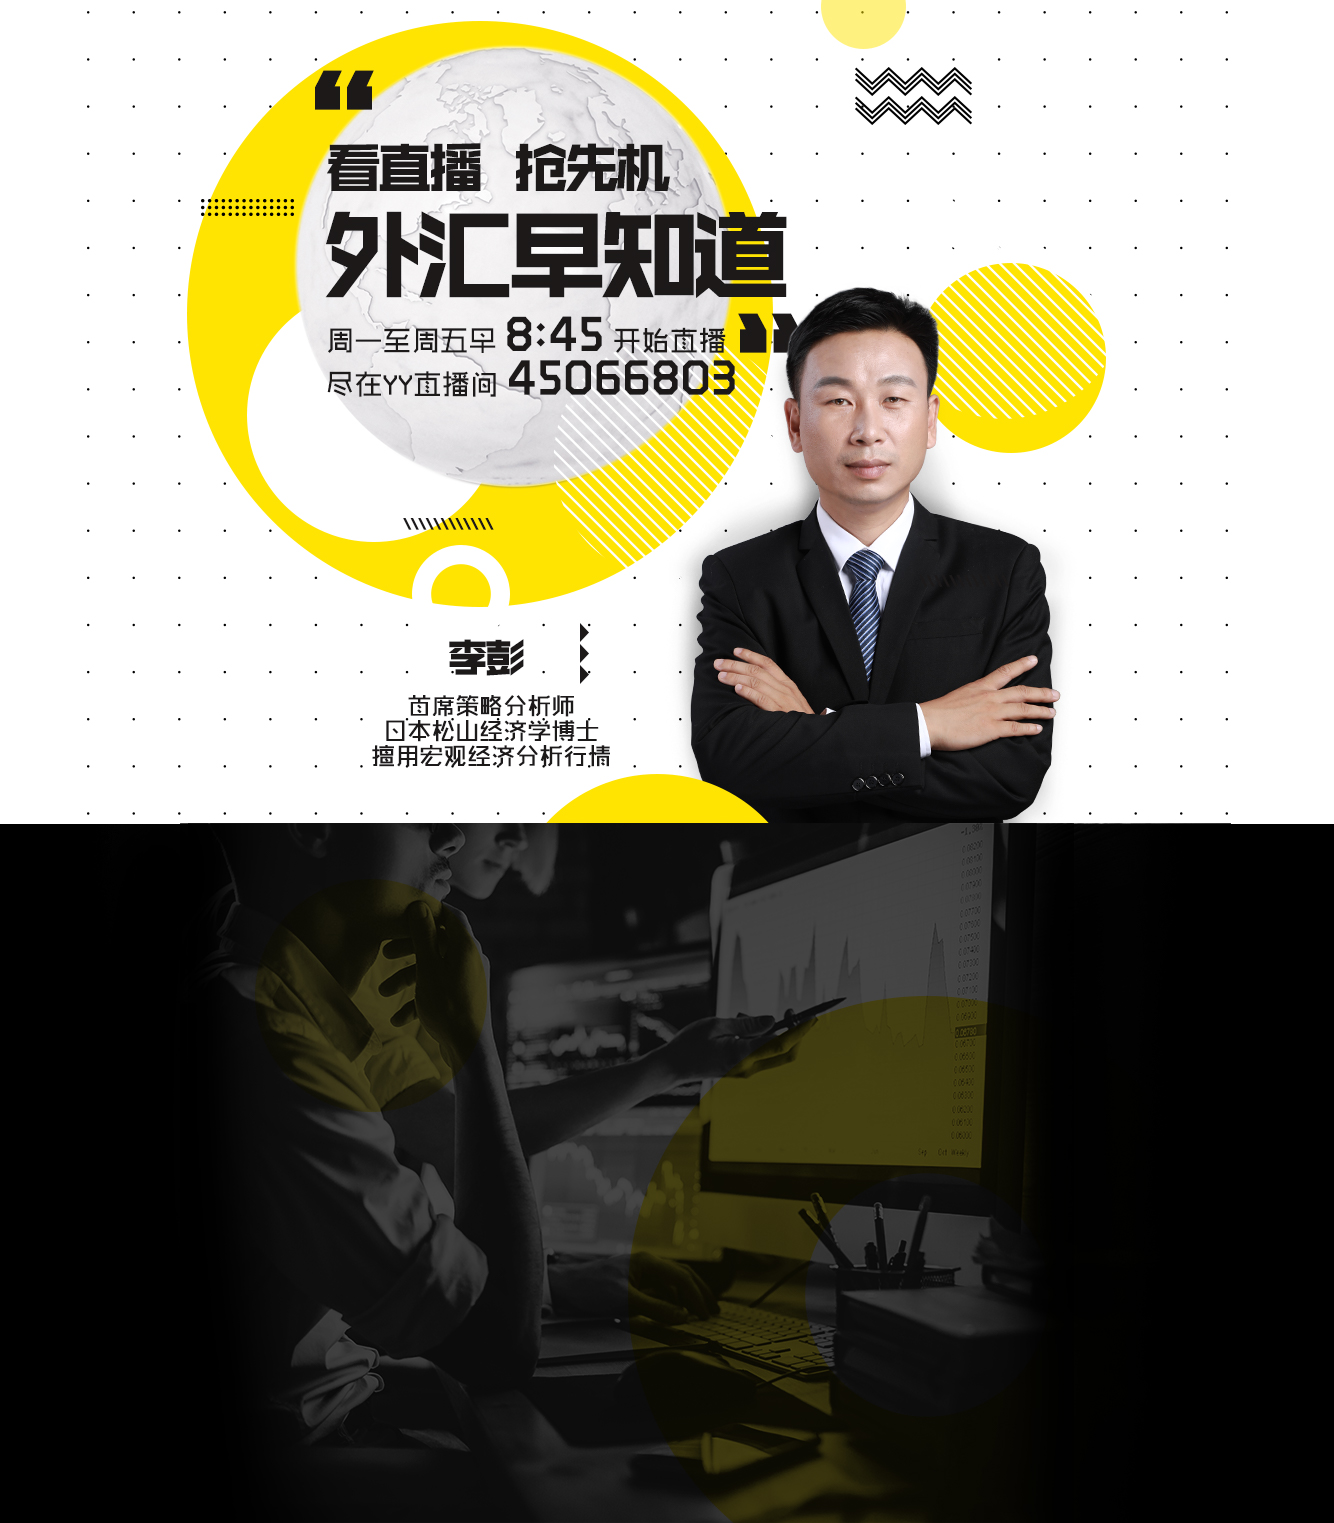 看直播 抢先机
外汇早知道
周一至周五早 8:45 开始直播
尽在YY直播间 45066803
李彭
首席策略分析师
日本松山经济学博士
擅用宏观经济分析行情